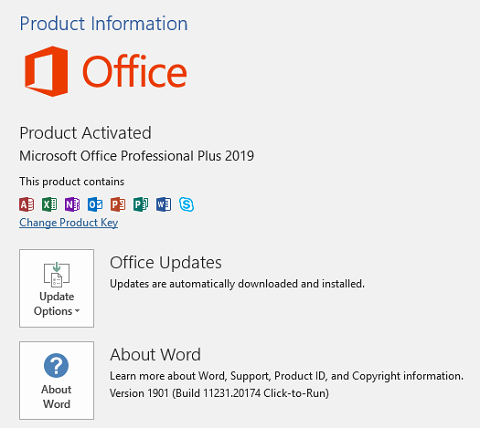 Product Information
Office
Product Activated
Microsoft Office Professional Plus 2019
This product contains
Change Product Key
Update
Options
Office Updates
Updates are automatically downloaded and installed.
About
Word
About Word
Learn more about Word, Support, Product ID, and Copyright information.
Version 1901 (Build 11231.20174 Click-to-Run)